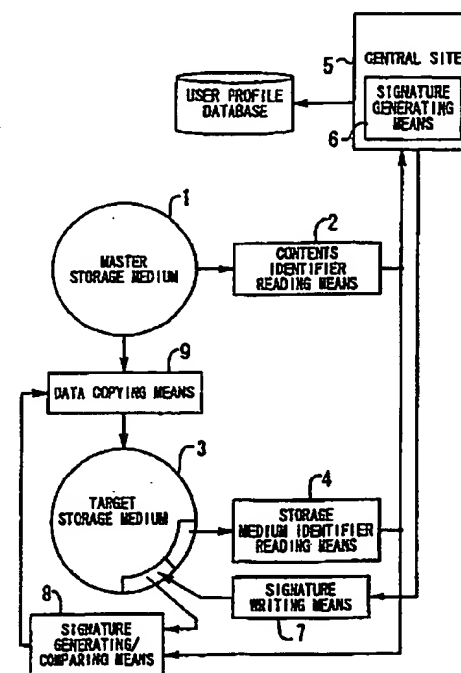 5
CENTRAL SITE
USER PROFILE
DATABASE
SIGNATURE
GENERATING
MEANS
6
1
MASTER
STORAGE MEDIUM
2
CONTENTS
IDENTIFIER
READING MEANS
9
DATA COPYING MEANS
3
TARGET
STORAGE MEDIUM
4
STORAGE
MEDIUM IDENTIFIER
READING MEANS
SIGNATURE
WRITING MEANS
7
8
SIGNATURE
GENERATING/
COMPARING MEANS